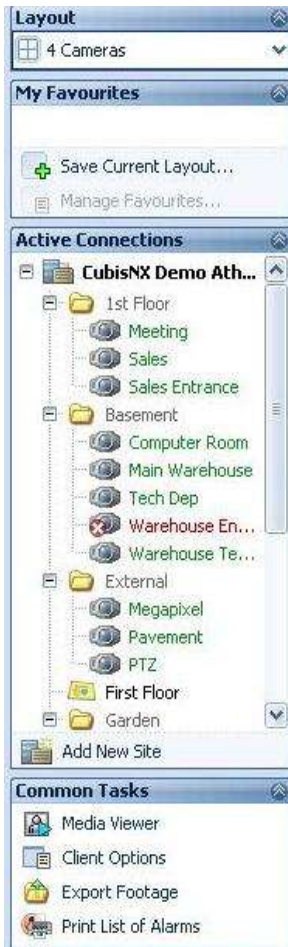 Layout
4 Cameras
My Favourites
Save Current Layout...
Manage Favourites...
Active Connections
CubisNX Demo Ath...
1st Floor
Meeting
Sales
Sales Entrance
Basement
Computer Room
Main Warehouse
Tech Dep
Warehouse En...
Warehouse Te...
External
Megapixel
Pavement
PTZ
First Floor
Garden
Add New Site
Common Tasks
Media Viewer
Client Options
Export Footage
Print List of Alarms